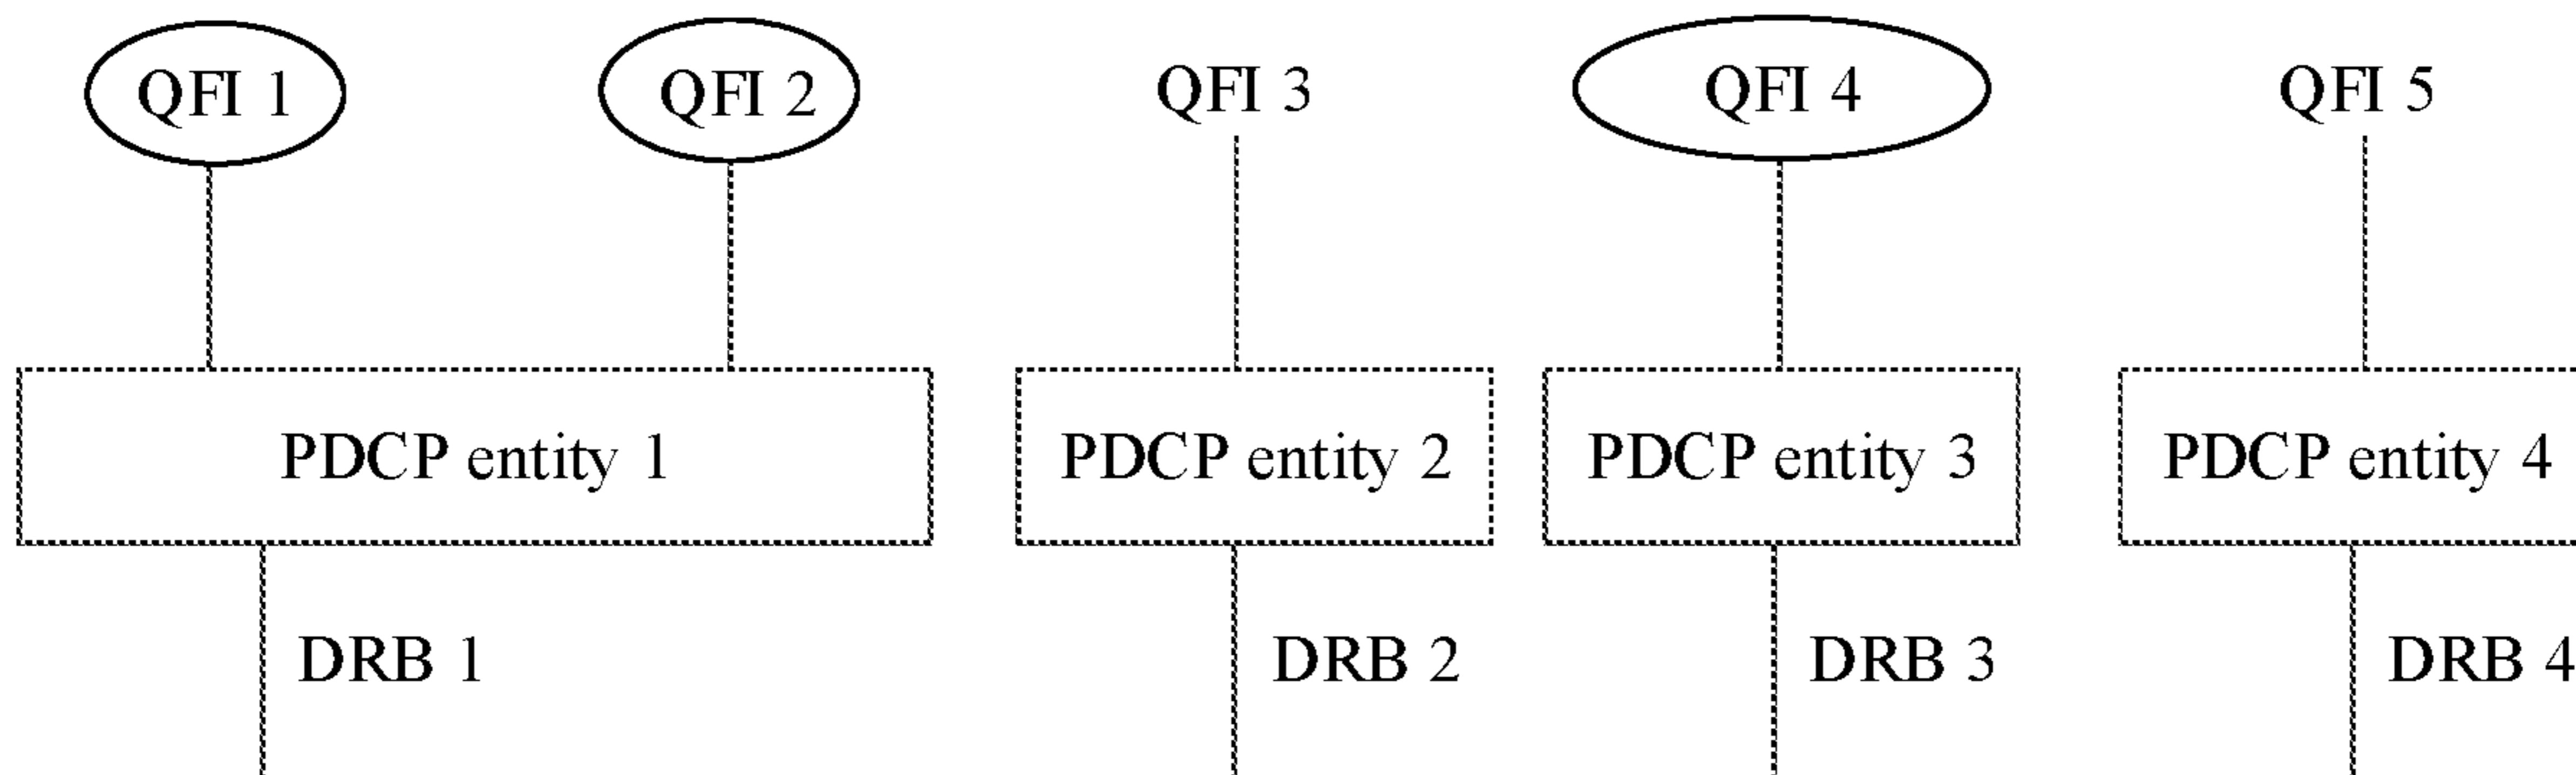 QFI 1 QFI 2 QFI 3 QFI 4 QFI 5
PDCP entity 1 PDCP entity 2 PDCP entity 3 PDCP entity 4
DRB 1 DRB 2 DRB 3 DRB 4